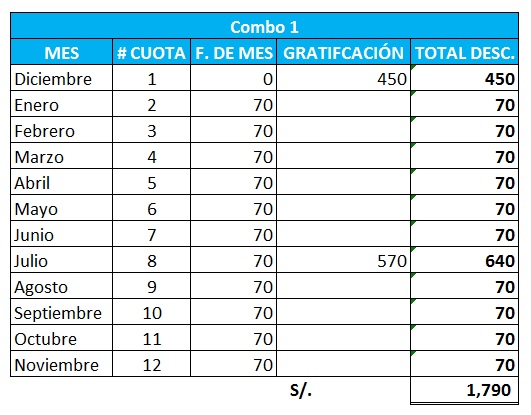 Combo 1
MES # CUOTA F. DE MES GRATIFCACIÓN TOTAL DESC.
Diciembre 1 0 450 450
Enero 2 70 70
Febrero 3 70 70
Marzo 4 70 70
Abril 5 70 70
Mayo 6 70 70
Junio 7 70 70
Julio 8 70 570 640
Agosto 9 70 70
Septiembre 10 70 70
Octubre 11 70 70
Noviembre 12 70 70
S/. 1,790